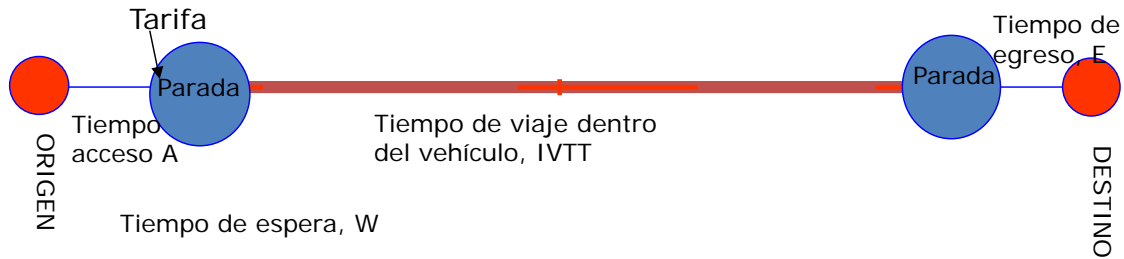 Tarifa
Tiempo de
egreso, E
Parada
Parada
Tiempo
acceso A
Tiempo de viaje dentro
del vehículo, IVTT
ORIGEN
DESTINO
Tiempo de espera, W